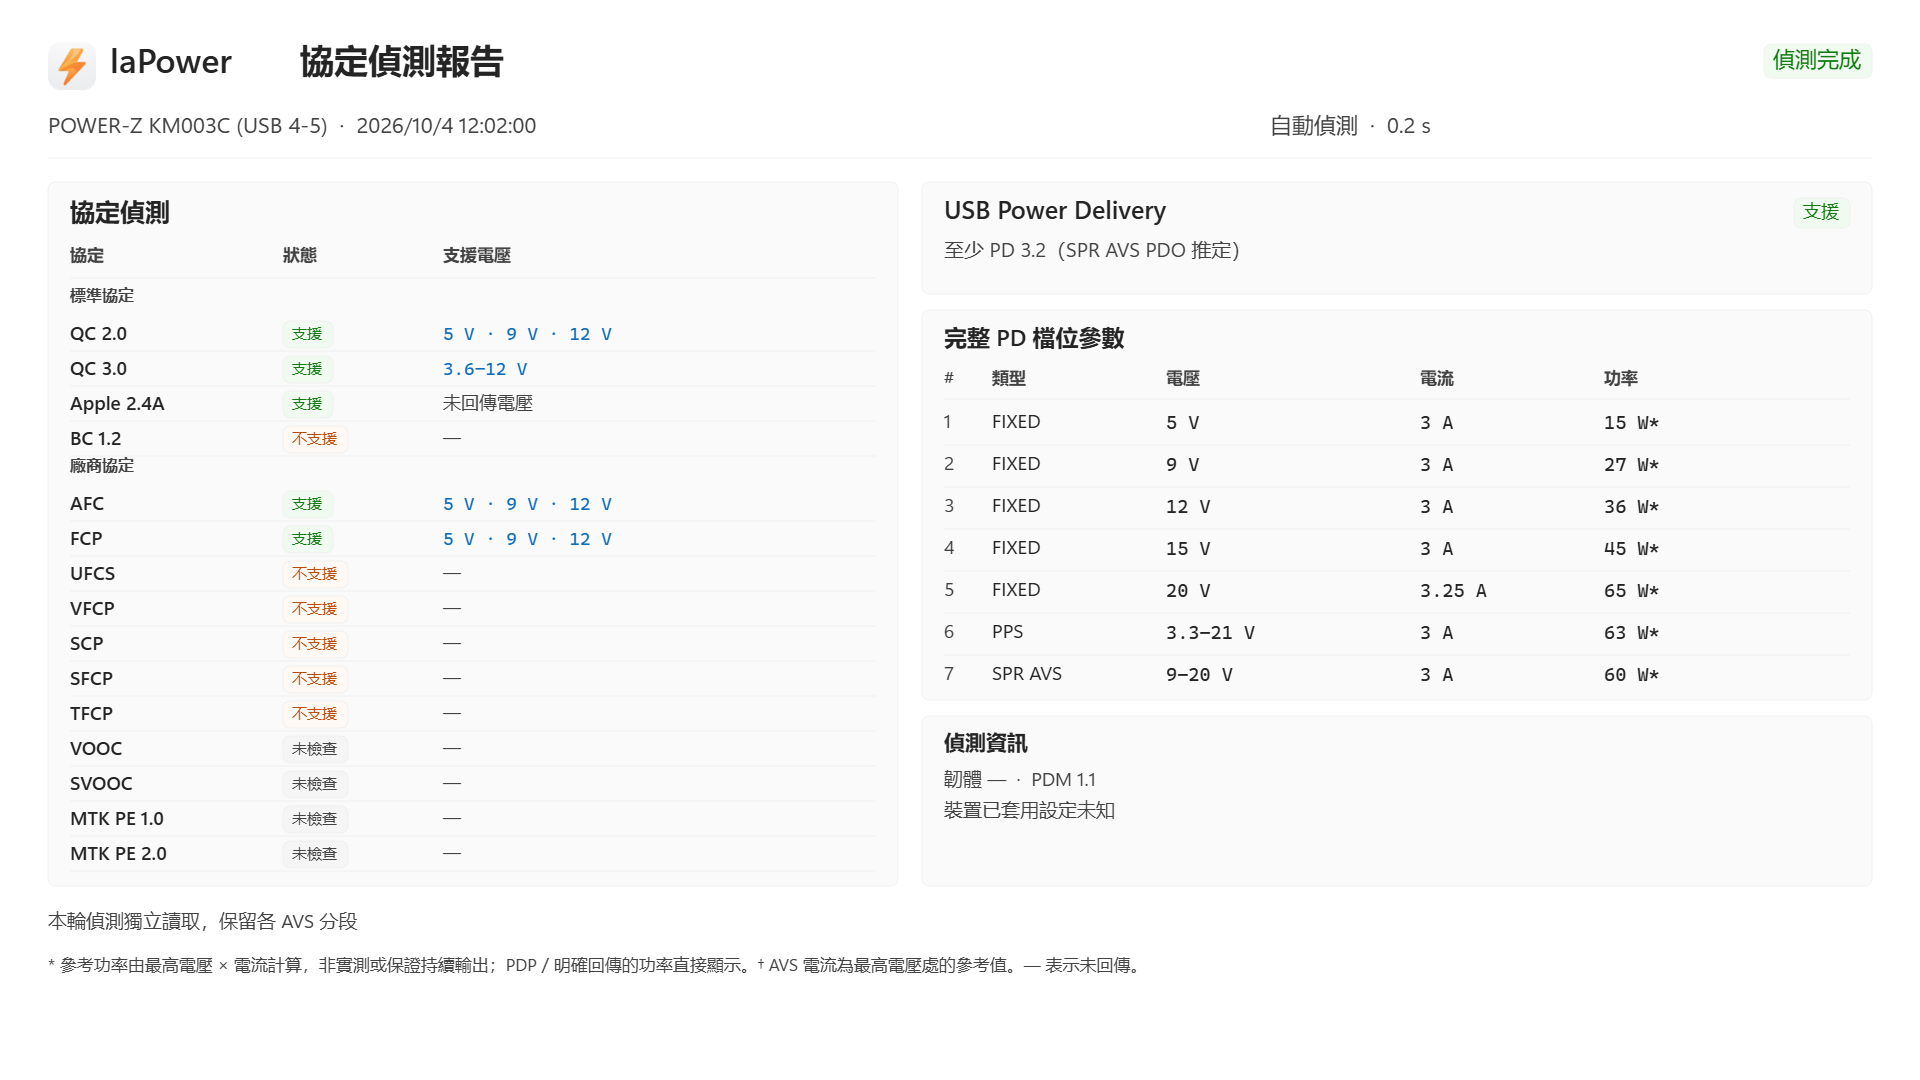 laPower 協定偵測報告 偵測完成
POWER-Z KM003C (USB 4-5) · 2026/10/4 12:02:00 自動偵測 · 0.2 s
協定偵測
協定 狀態 支援電壓
標準協定
QC 2.0 支援 5 V · 9 V · 12 V
QC 3.0 支援 3.6–12 V
Apple 2.4A 支援 未回傳電壓
BC 1.2 不支援 —
廠商協定
AFC 支援 5 V · 9 V · 12 V
FCP 支援 5 V · 9 V · 12 V
UFCS 不支援 —
VFCP 不支援 —
SCP 不支援 —
SFCP 不支援 —
TFCP 不支援 —
VOOC 未檢查 —
SVOOC 未檢查 —
MTK PE 1.0 未檢查 —
MTK PE 2.0 未檢查 —
USB Power Delivery 支援
至少 PD 3.2（SPR AVS PDO 推定）
完整 PD 檔位參數
# 類型 電壓 電流 功率
1 FIXED 5 V 3 A 15 W*
2 FIXED 9 V 3 A 27 W*
3 FIXED 12 V 3 A 36 W*
4 FIXED 15 V 3 A 45 W*
5 FIXED 20 V 3.25 A 65 W*
6 PPS 3.3–21 V 3 A 63 W*
7 SPR AVS 9–20 V 3 A 60 W*
偵測資訊
韌體 — · PDM 1.1
裝置已套用設定未知
本輪偵測獨立讀取，保留各 AVS 分段
* 參考功率由最高電壓 × 電流計算，非實測或保證持續輸出；PDP / 明確回傳的功率直接顯示。† AVS 電流為最高電壓處的參考值。— 表示未回傳。